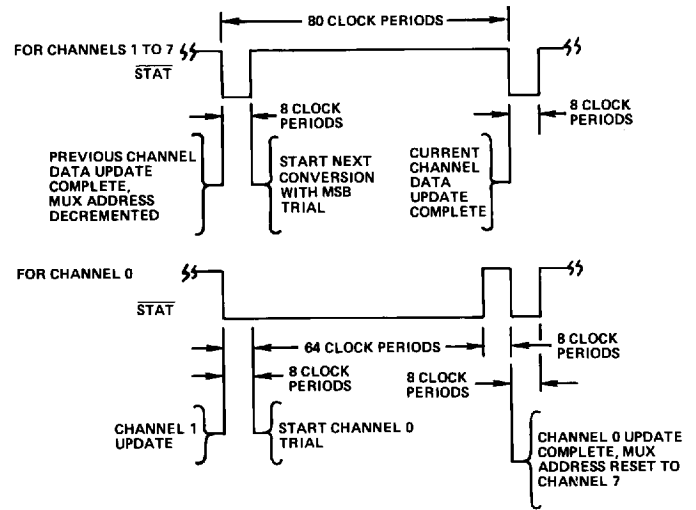 80 CLOCK PERIODS
FOR CHANNELS 1 TO 7
STAT
8 CLOCK
PERIODS
8 CLOCK
PERIODS
PREVIOUS CHANNEL
DATA UPDATE
COMPLETE,
MUX ADDRESS
DECREMENTED
START NEXT
CONVERSION
WITH MSB
TRIAL
CURRENT
CHANNEL
DATA
UPDATE
COMPLETE
FOR CHANNEL 0
STAT
64 CLOCK PERIODS
8 CLOCK
PERIODS
8 CLOCK
PERIODS
8 CLOCK
PERIODS
CHANNEL 1
UPDATE
START CHANNEL 0
TRIAL
CHANNEL 0 UPDATE
COMPLETE, MUX
ADDRESS RESET TO
CHANNEL 7